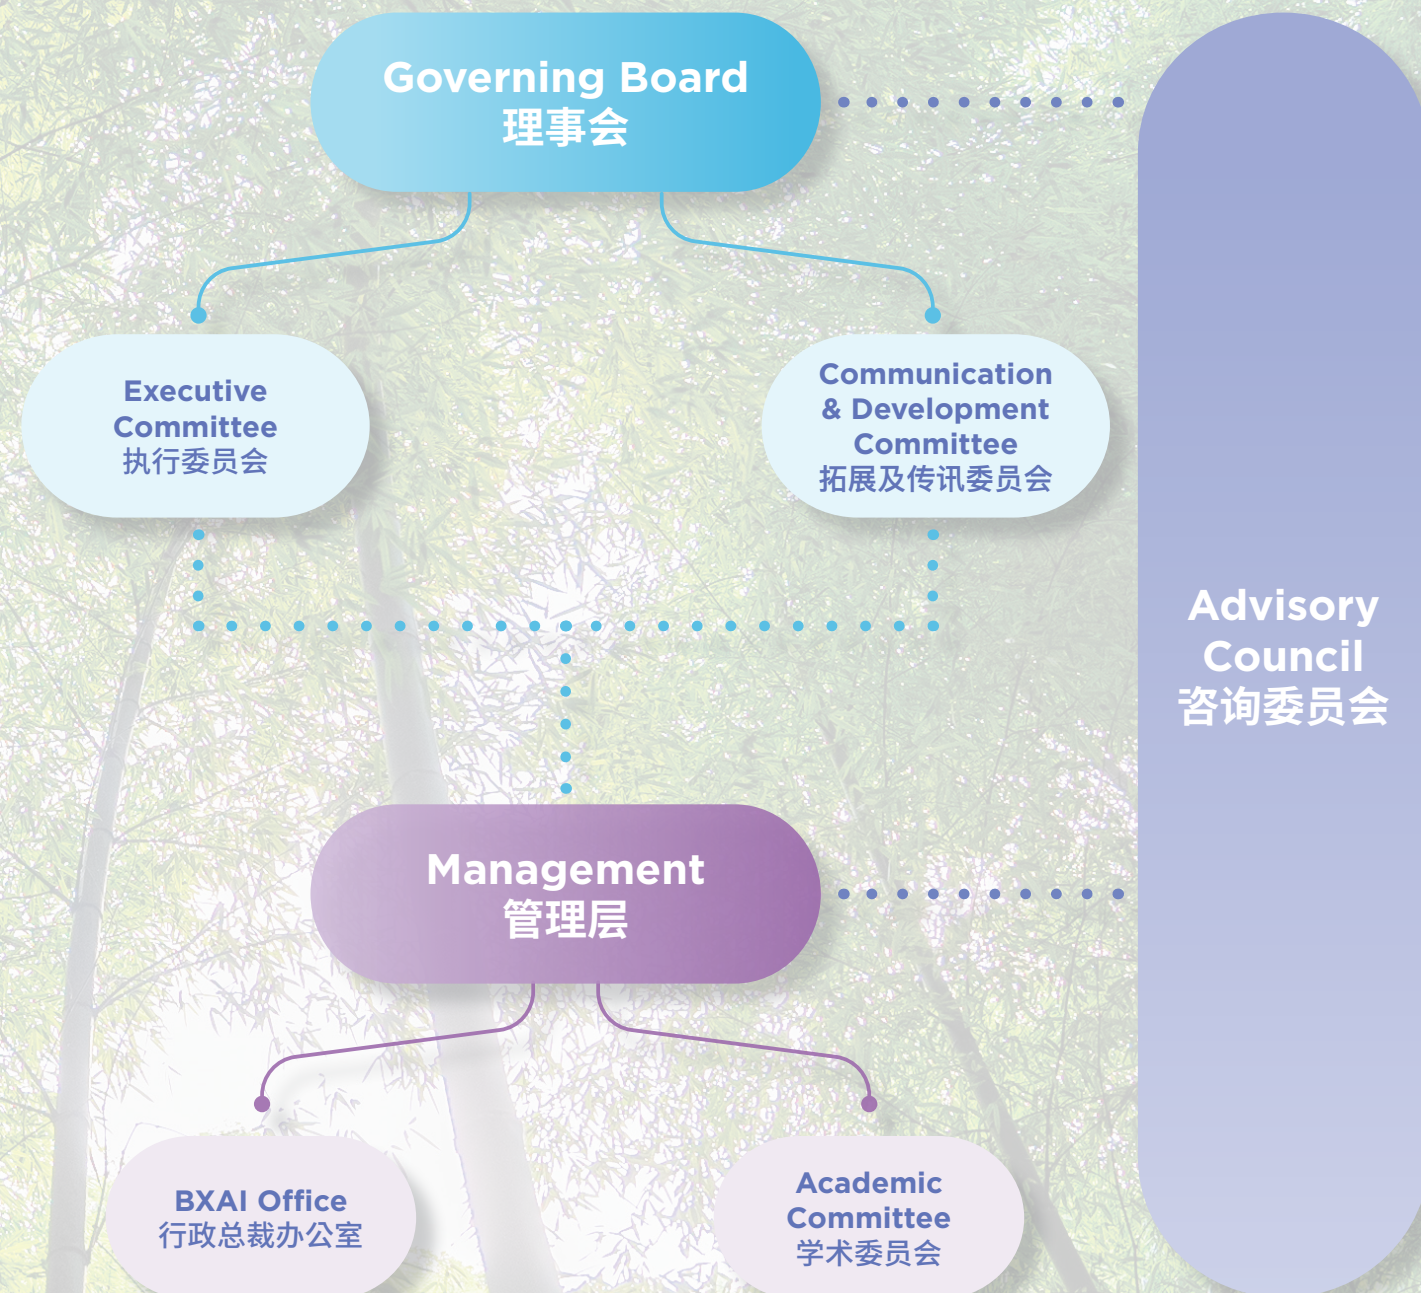 Governing Board
理事会
Executive
Committee
执行委员会
Communication
& Development
Committee
拓展及传讯委员会
Advisory
Council
咨询委员会
Management
管理层
BXAI Office
行政总裁办公室
Academic
Committee
学术委员会